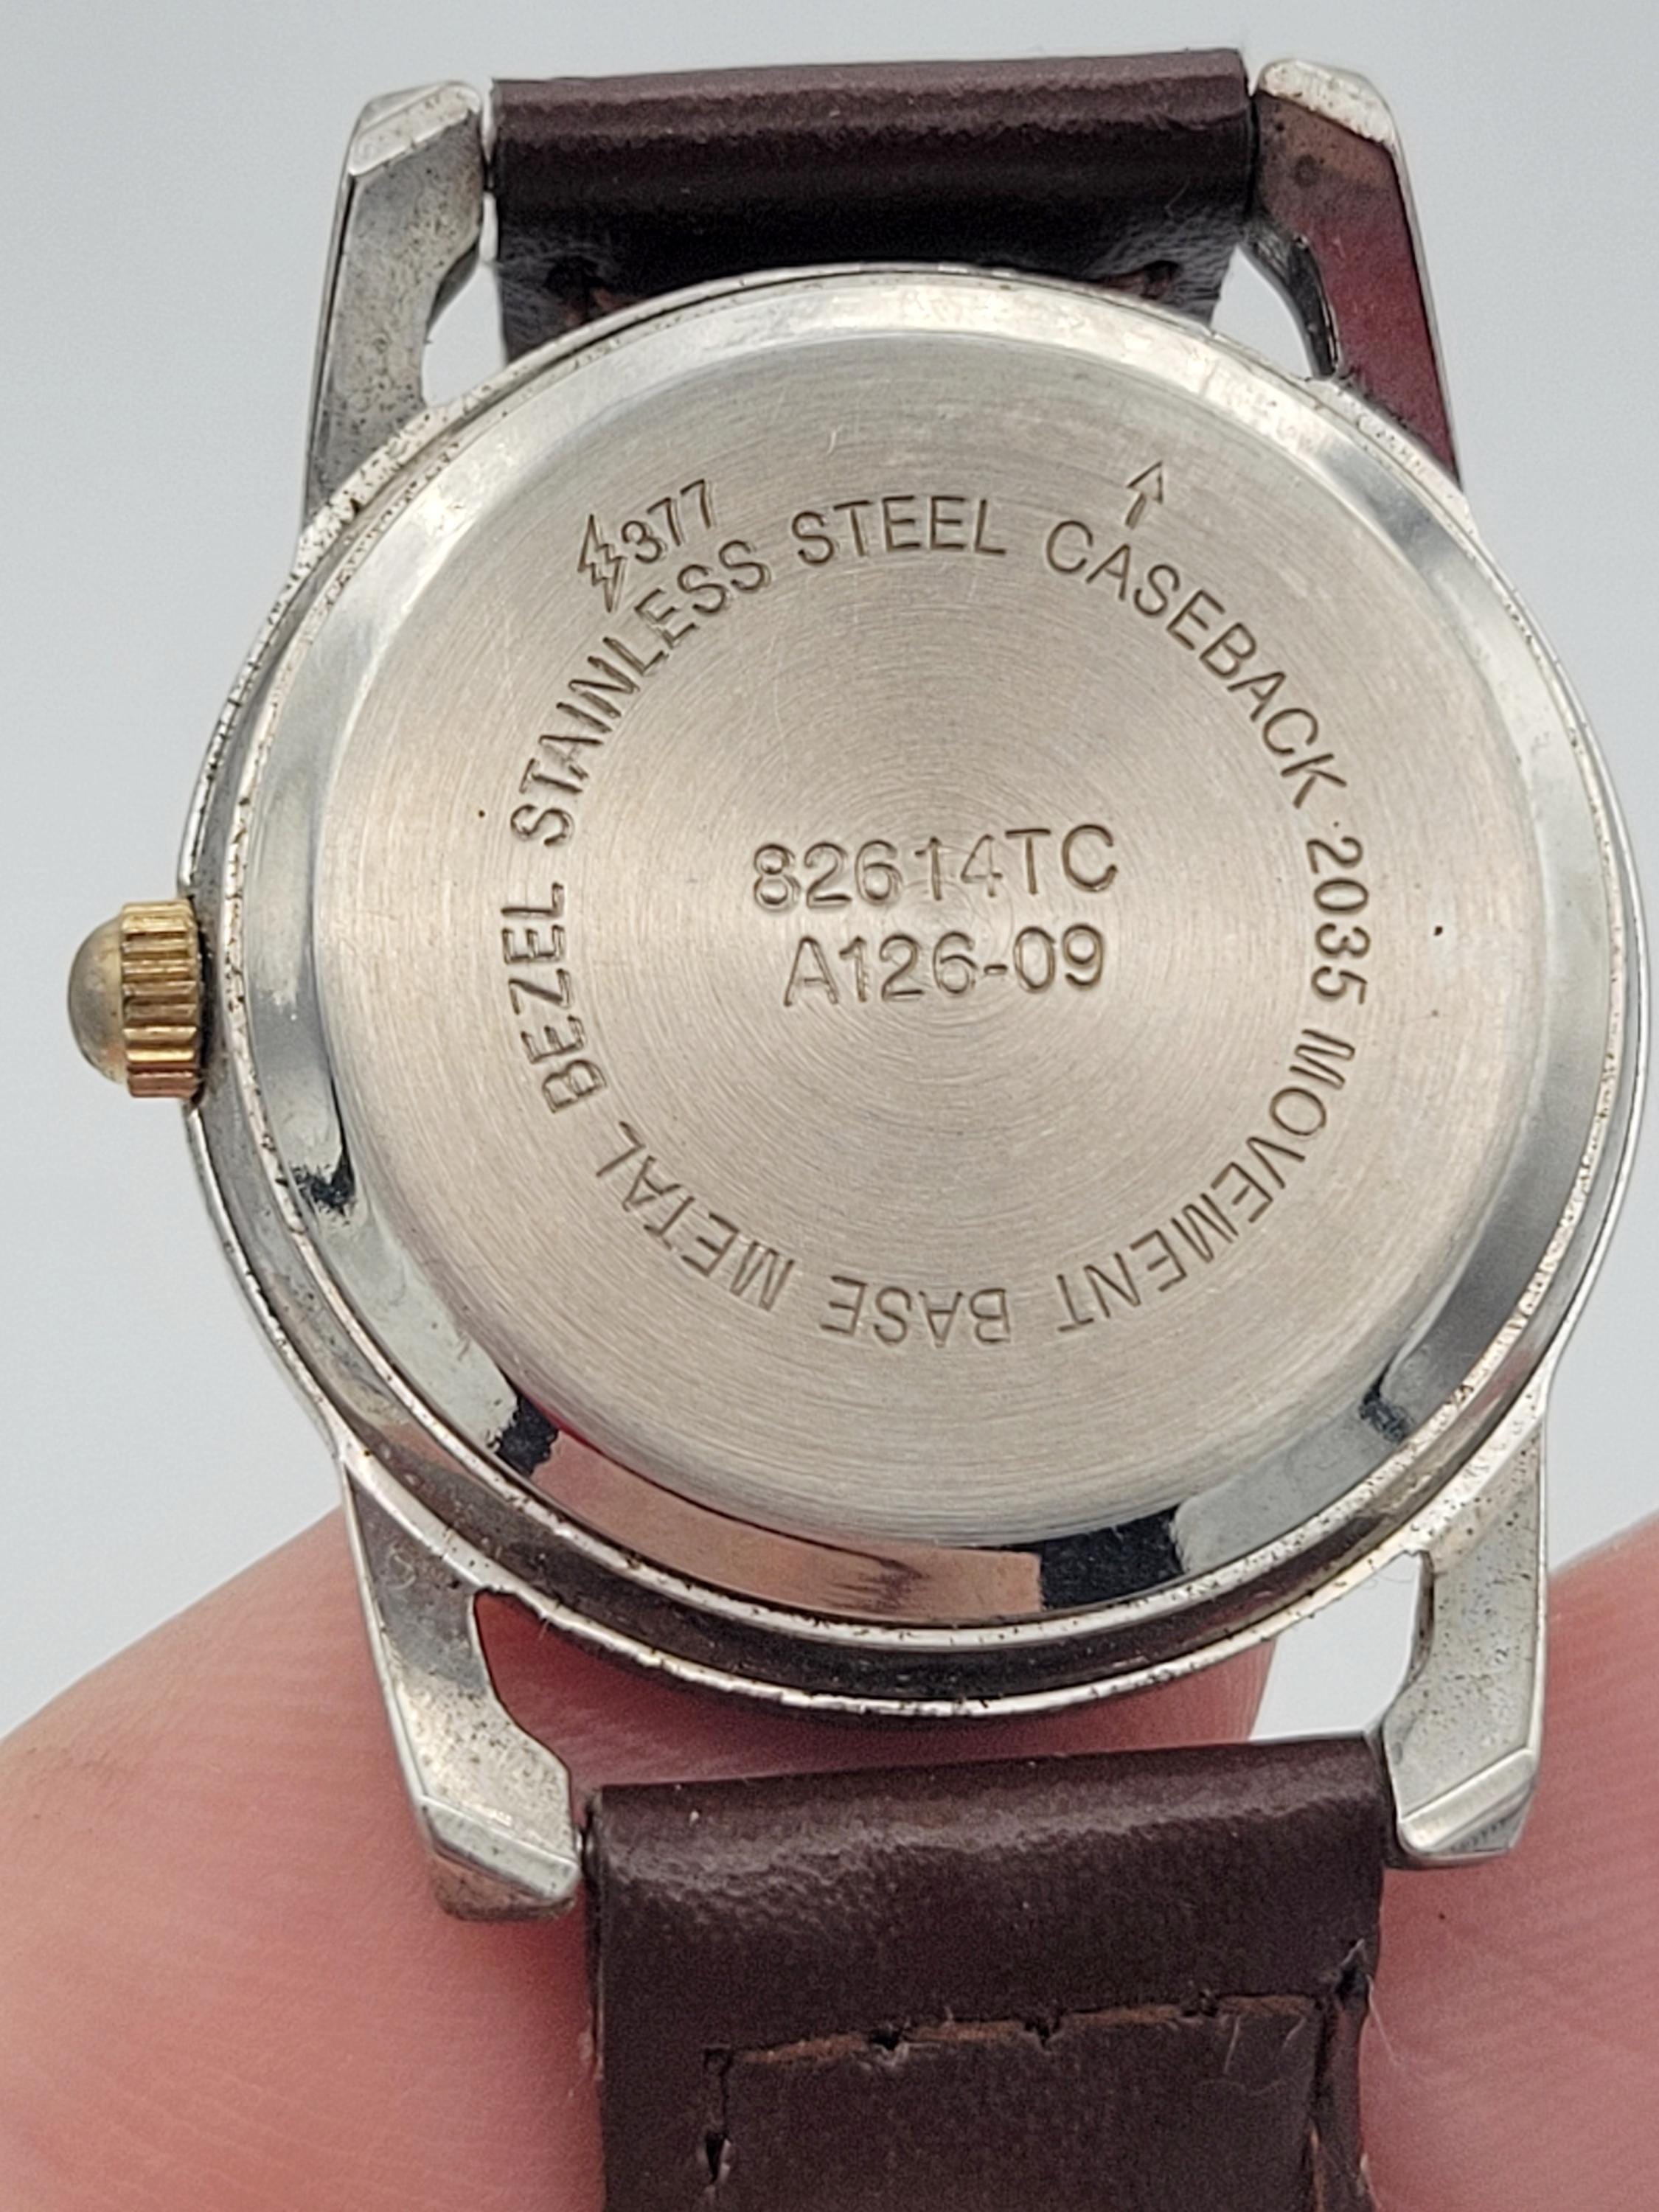 377
STAINLESS STEEL CASEBACK 2035 MOVEMENT BASE METAL BEZEL
82614TC
A126-09